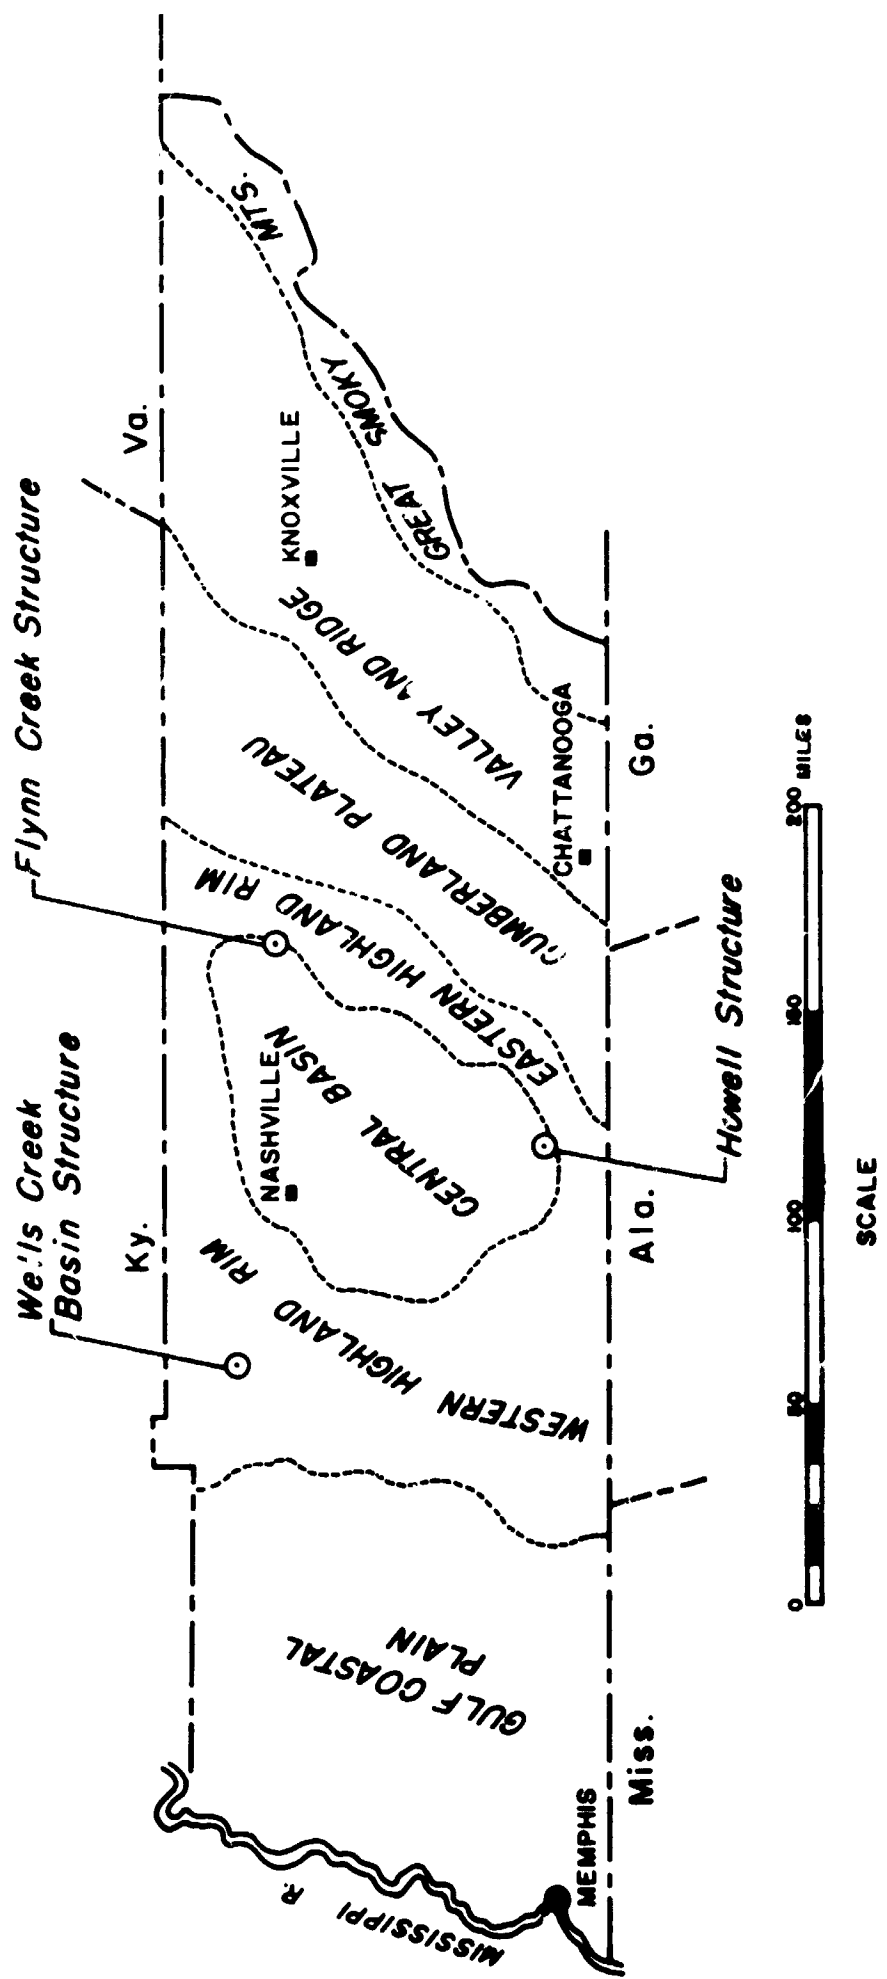 Wells Creek
Basin Structure
Flynn Creek Structure
Ky.
Va.
MISSISSIPPI R.
MEMPHIS
GULF COASTAL
PLAIN
WESTERN HIGHLAND RIM
NASHVILLE
CENTRAL BASIN
EASTERN HIGHLAND RIM
CUMBERLAND PLATEAU
VALLEY AND RIDGE
KNOXVILLE
CHATTANOOGA
GREAT SMOKY MTS.
Miss.
Ala.
Ga.
Howell Structure
0 50 100 150 200 MILES
SCALE